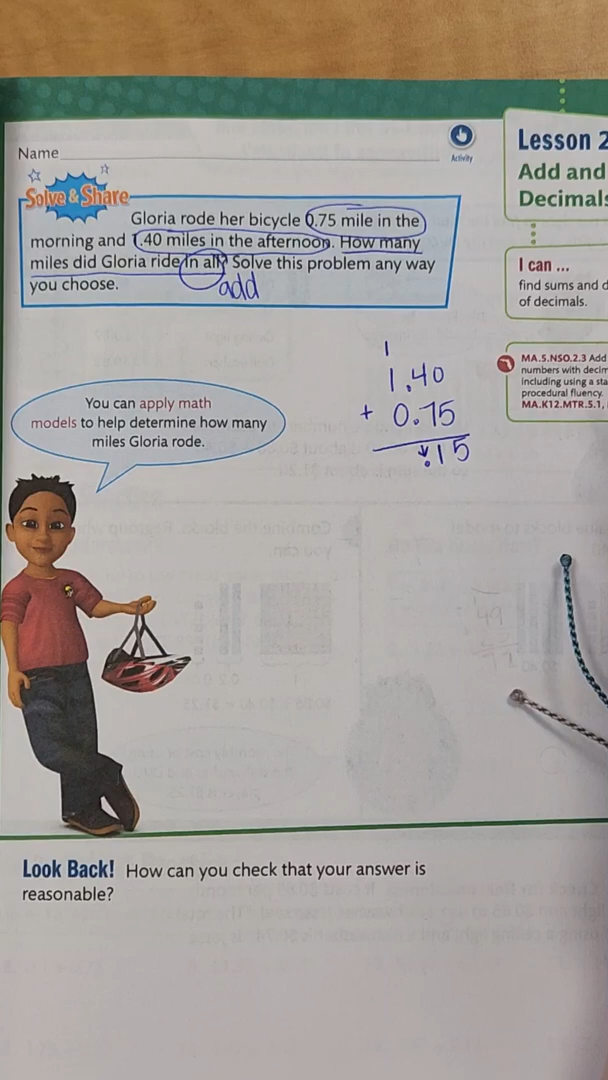 Lesson 2
Add and
Decimals
Name
Activity
Solve & Share
Gloria rode her bicycle 0.75 mile in the
morning and 1.40 miles in the afternoon. How many
miles did Gloria ride in all? Solve this problem any way
you choose.
add
I can ...
find sums and d
of decimals.
MA.5.NSO.2.3 Add
numbers with decim
including using a sta
procedural fluency.
MA.K12.MTR.5.1,
1
1.40
+ 0.75
.15
You can apply math
models to help determine how many
miles Gloria rode.
Look Back! How can you check that your answer is
reasonable?